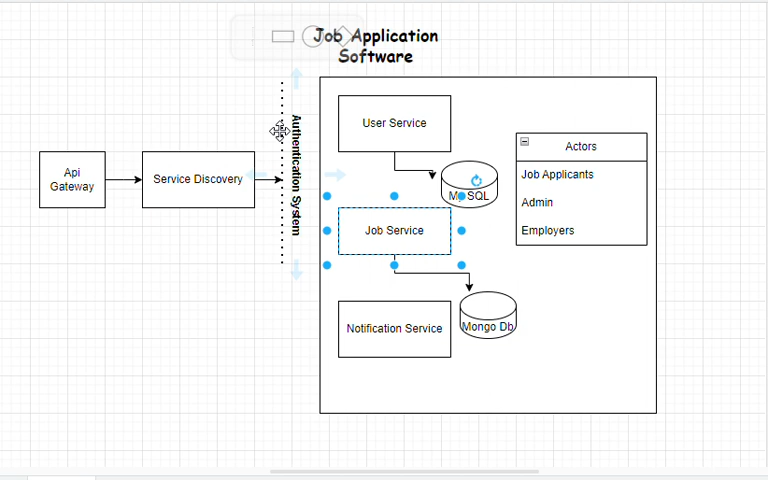 Job Application
Software
Api
Gateway
Service Discovery
Authentication System
User Service
MySQL
Job Service
Notification Service
Mongo Db
Actors
Job Applicants
Admin
Employers